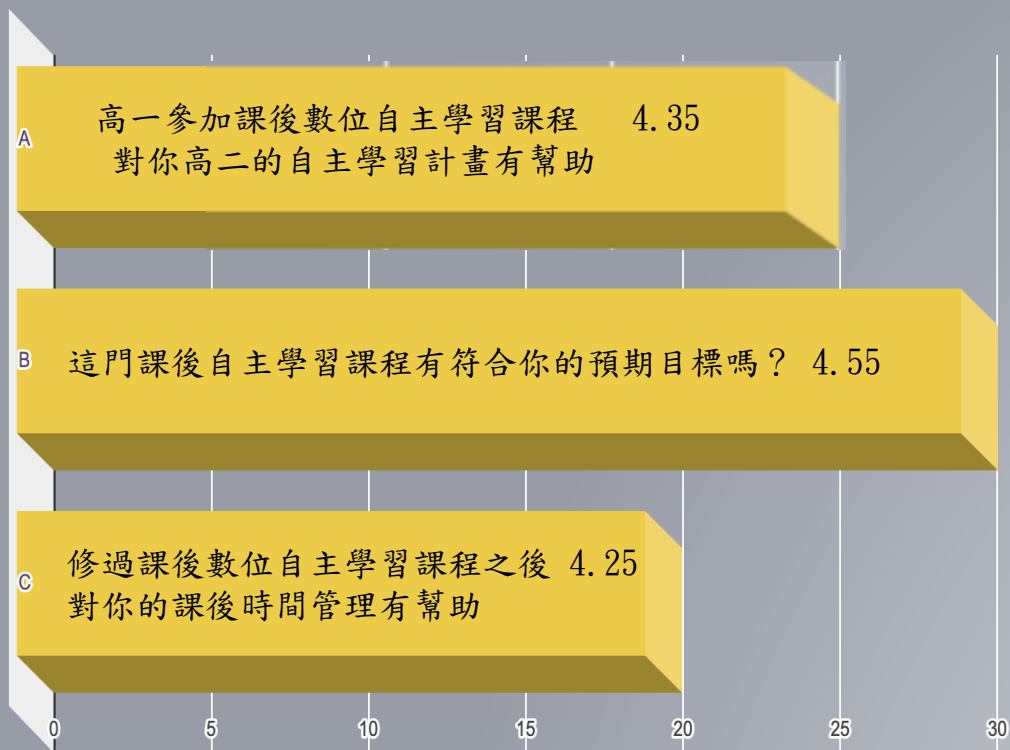 A
高一參加課後數位自主學習課程 4.35
對你高二的自主學習計畫有幫助
B
這門課後自主學習課程有符合你的預期目標嗎？ 4.55
C
修過課後數位自主學習課程之後 4.25
對你的課後時間管理有幫助
0 5 10 15 20 25 30